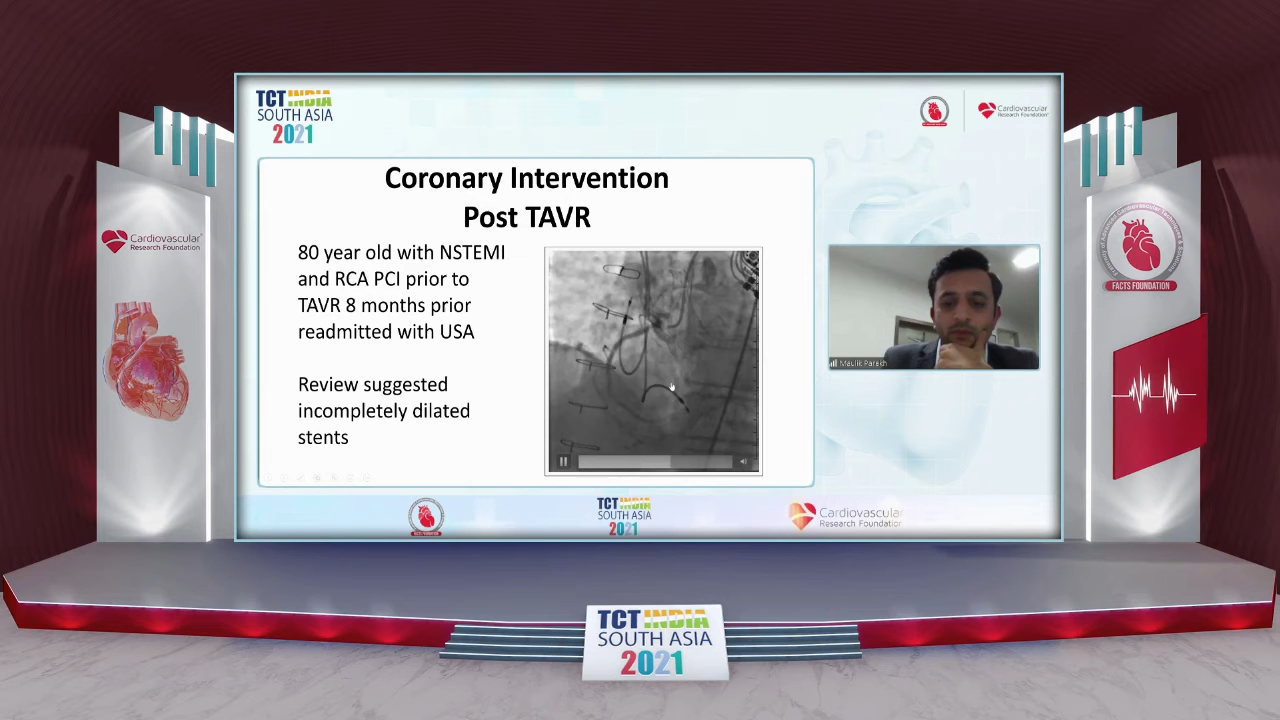 TCT INDIA
SOUTH ASIA
2021
Cardiovascular
Research Foundation
Coronary Intervention
Post TAVR
80 year old with NSTEMI
and RCA PCI prior to
TAVR 8 months prior
readmitted with USA
Review suggested
incompletely dilated
stents
Maulik Parekh
Cardiovascular
Research Foundation
FACTS FOUNDATION
TCT INDIA
SOUTH ASIA
2021
Cardiovascular
Research Foundation
TCT INDIA
SOUTH ASIA
2021